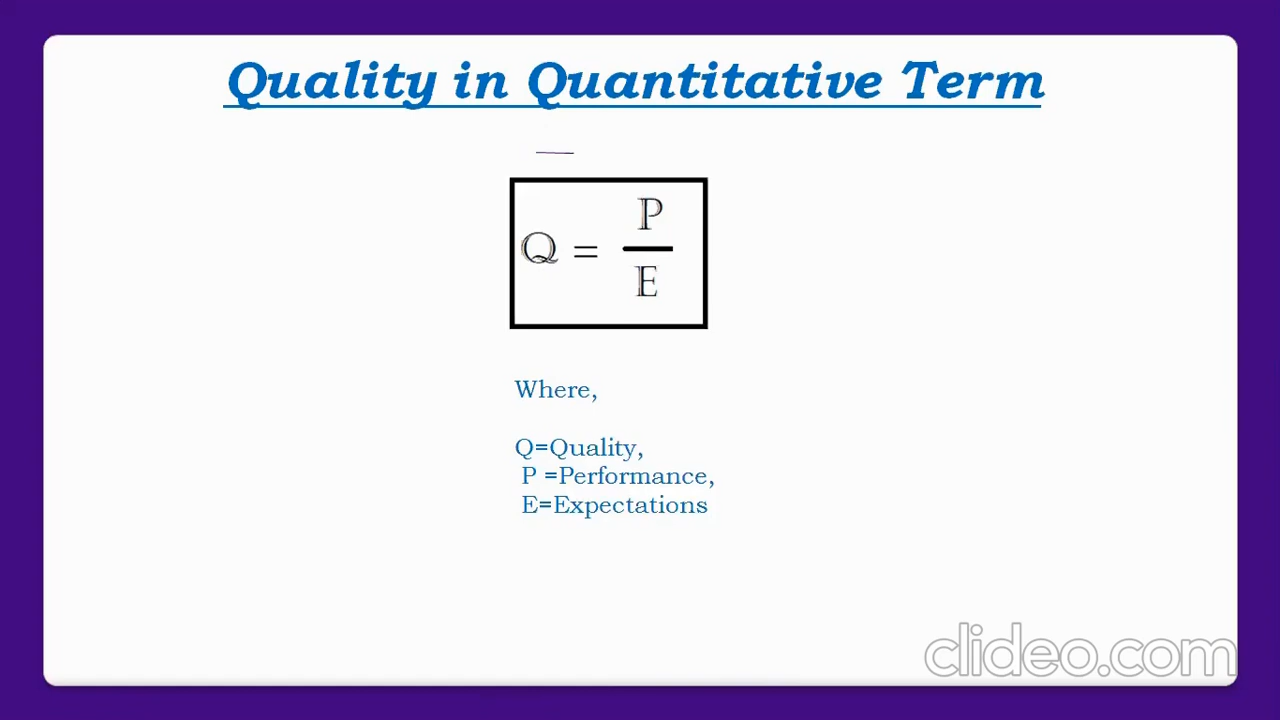 Quality in Quantitative Term
Q = P
E
Where,
Q=Quality,
P =Performance,
E=Expectations
clideo.com